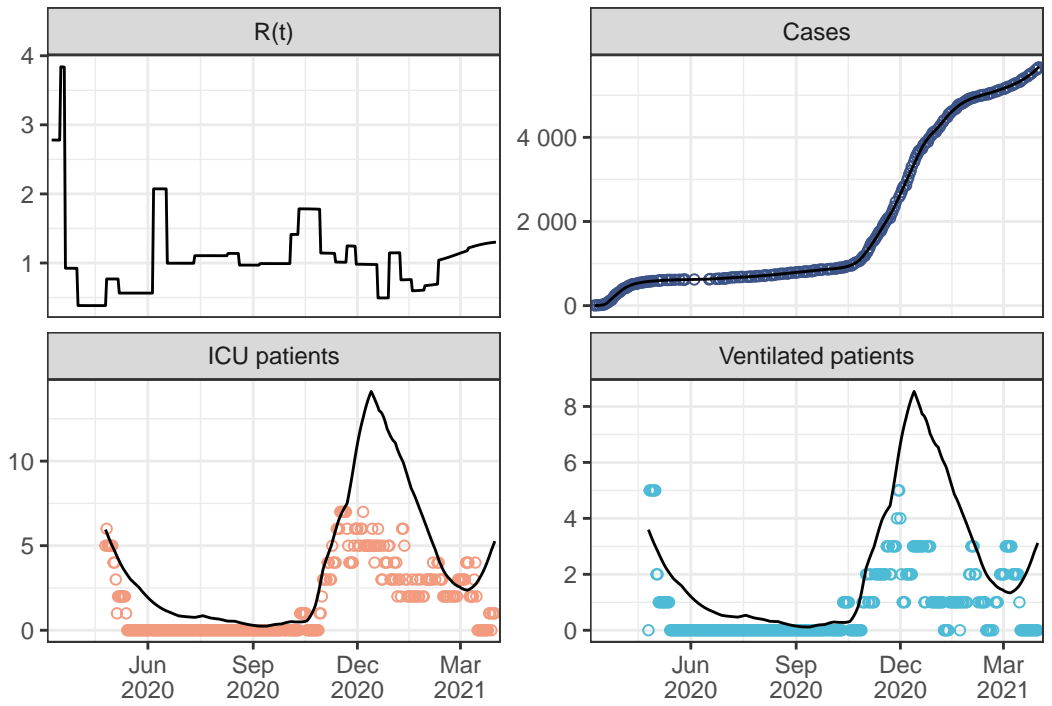 R(t)
Cases
4
3
2
1
4 000
2 000
0
ICU patients
Ventilated patients
10
5
0
8
6
4
2
0
Jun
2020
Sep
2020
Dec
2020
Mar
2021
Jun
2020
Sep
2020
Dec
2020
Mar
2021